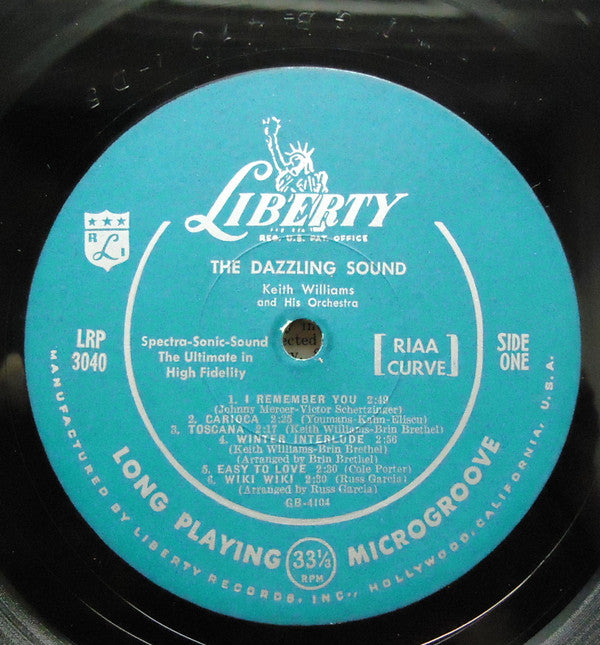 LIBERTY
REG. U.S. PAT. OFFICE
R L I
THE DAZZLING SOUND
Keith Williams
and His Orchestra
LRP
3040
Spectra-Sonic-Sound
The Ultimate in
High Fidelity
[RIAA
CURVE]
SIDE
ONE
1. I REMEMBER YOU 2:49
(Johnny Mercer-Victor Schertzinger)
2. CARIOCA 2:25 (Youmans-Kahn-Eliscu)
3. TOSCANA 2:17 (Keith Williams-Brin Brethel)
4. WINTER INTERLUDE 2:56
(Keith Williams-Brin Brethel)
(Arranged by Brin Brethel)
5. EASY TO LOVE 2:30 (Cole Porter)
6. WIKI WIKI 2:30 (Russ Garcia)
(Arranged by Russ Garcia)
GB-4104
LONG PLAYING 33⅓ RPM MICROGROOVE
MANUFACTURED BY LIBERTY RECORDS, INC., HOLLYWOOD, CALIFORNIA, U.S.A.